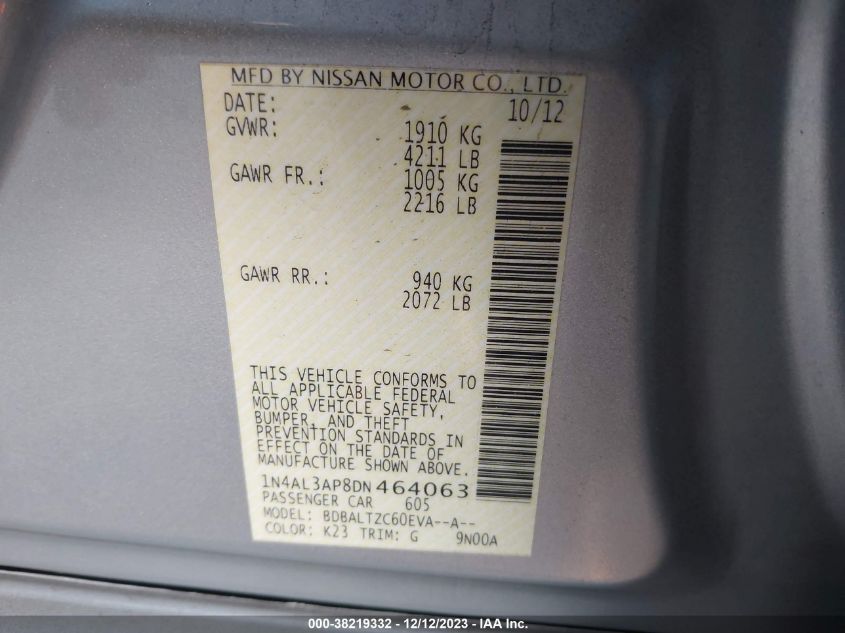 MFD BY NISSAN MOTOR CO., LTD.
DATE: 10/12
GVWR: 1910 KG
4211 LB
GAWR FR.: 1005 KG
2216 LB
GAWR RR.: 940 KG
2072 LB
THIS VEHICLE CONFORMS TO
ALL APPLICABLE FEDERAL
MOTOR VEHICLE SAFETY,
BUMPER, AND THEFT
PREVENTION STANDARDS IN
EFFECT ON THE DATE OF
MANUFACTURE SHOWN ABOVE.
1N4AL3AP8DN464063
PASSENGER CAR 605
MODEL: BDBALTZC60EVA--A--
COLOR: K23 TRIM: G 9N00A
000-38219332 - 12/12/2023 - IAA Inc.